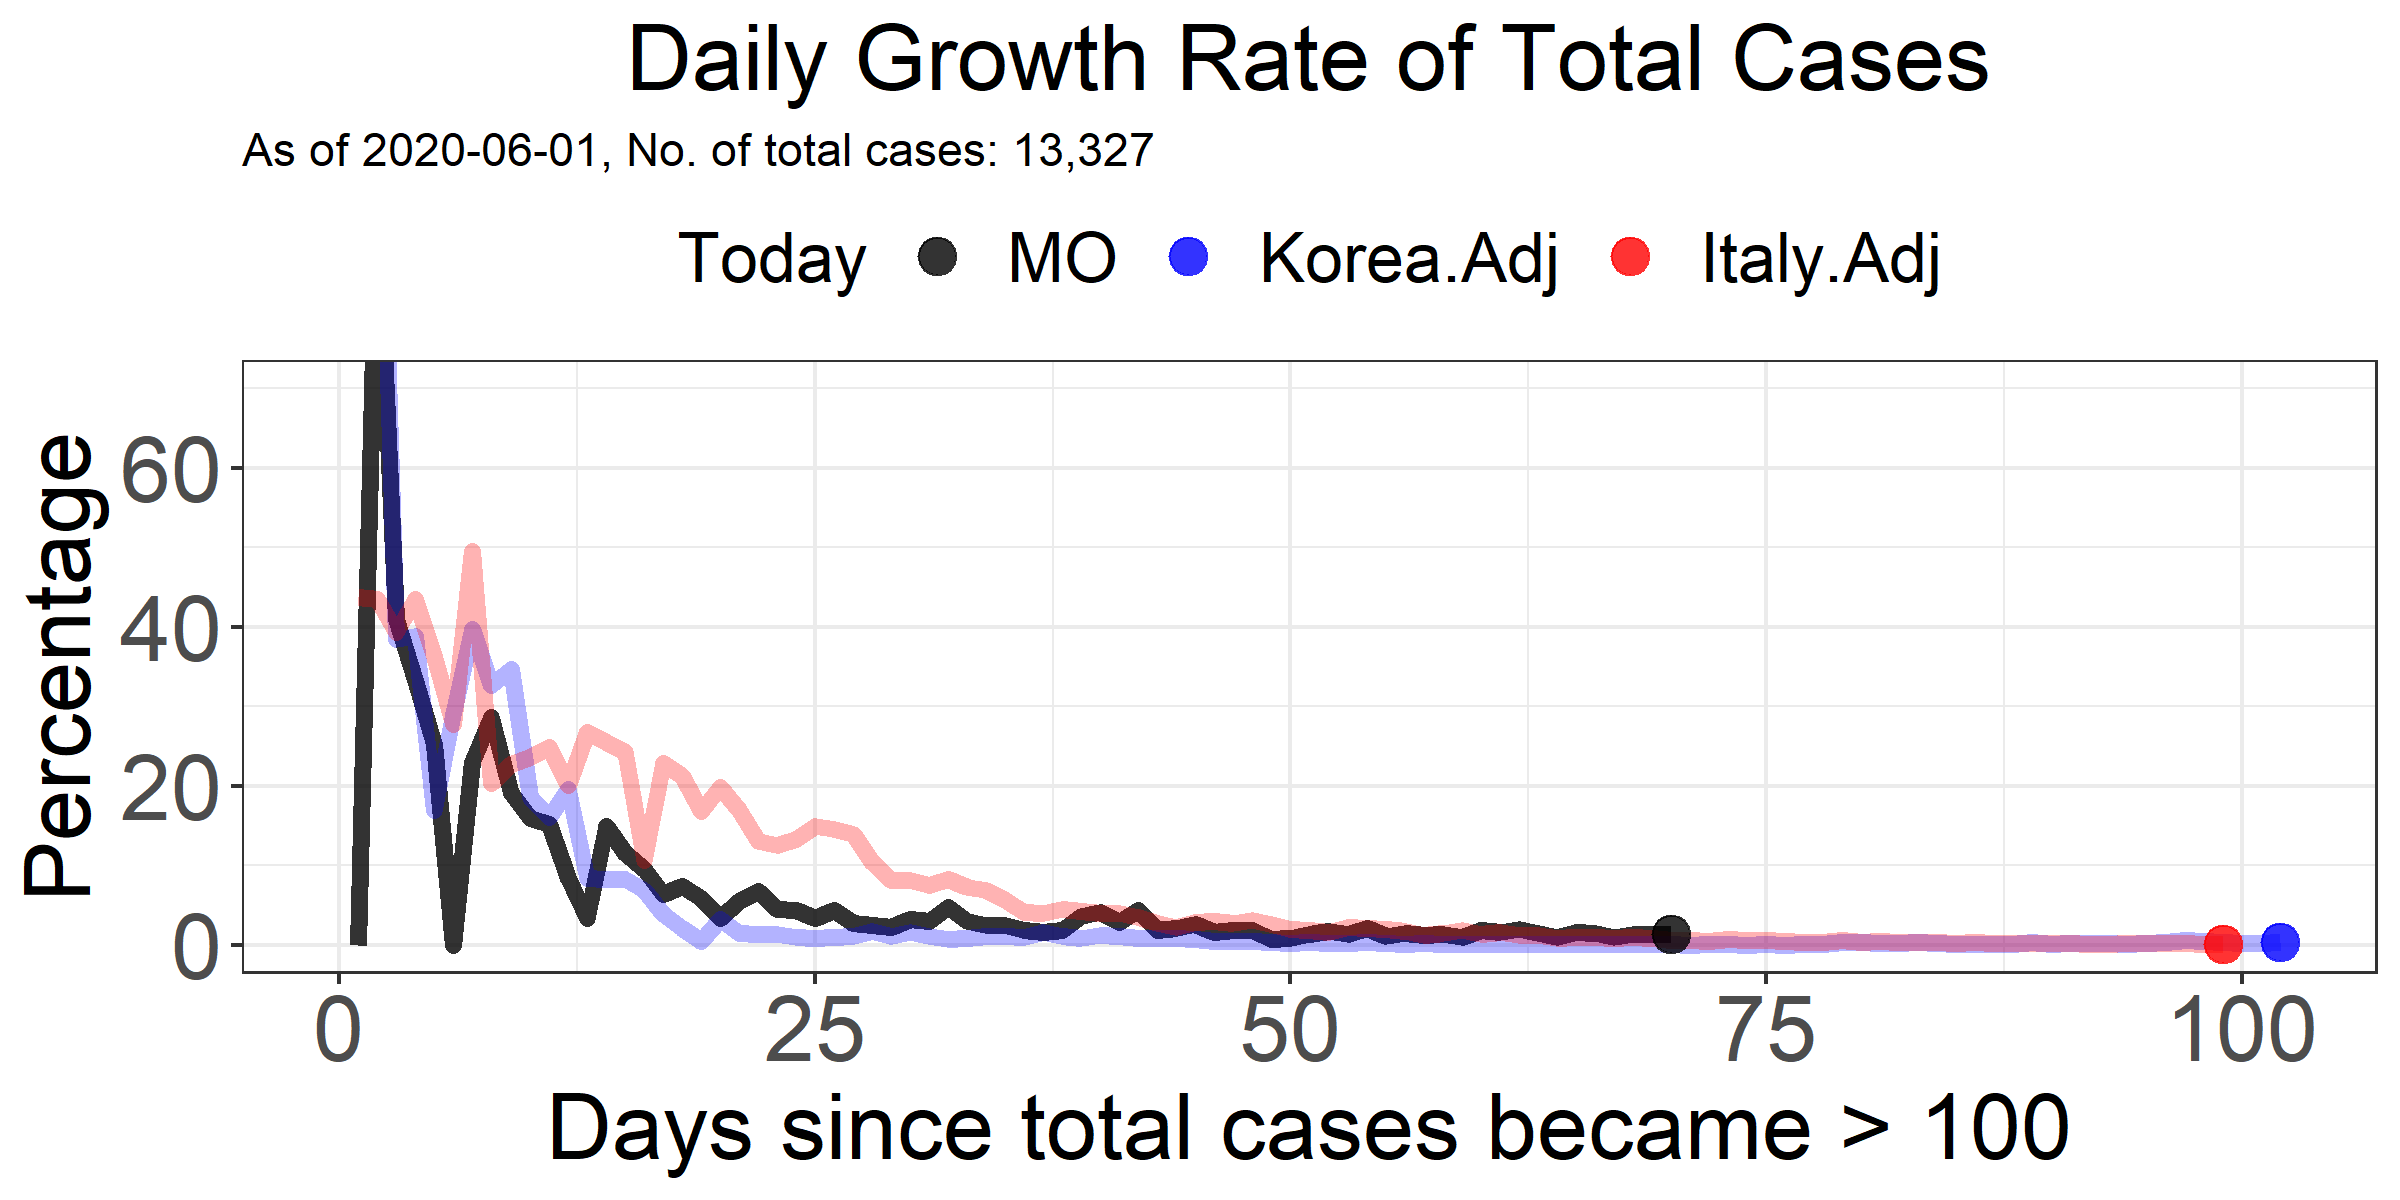 Daily Growth Rate of Total Cases
As of 2020-06-01, No. of total cases: 13,327
Today MO Korea.Adj Italy.Adj
Percentage
60
40
20
0
0 25 50 75 100
Days since total cases became > 100